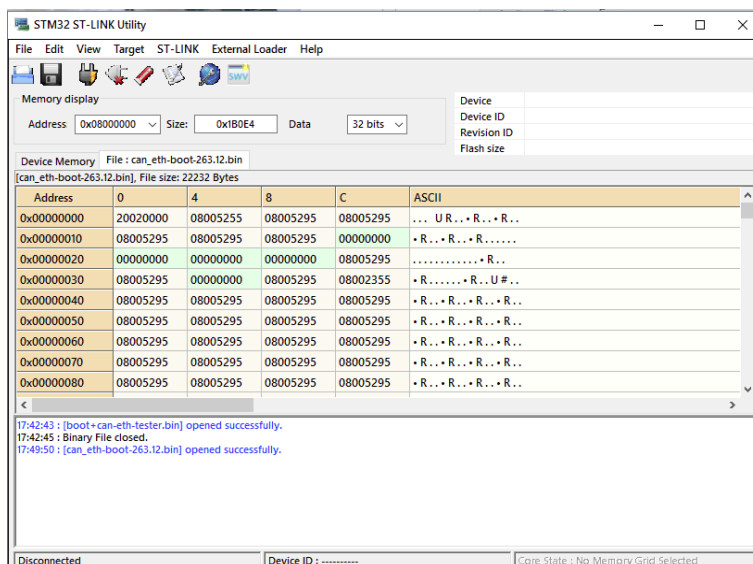 STM32 ST-LINK Utility
File Edit View Target ST-LINK External Loader Help
SWV
Memory display
Address 0x08000000 Size: 0x1B0E4 Data 32 bits
Device
Device ID
Revision ID
Flash size
Device Memory File : can_eth-boot-263.12.bin
[can_eth-boot-263.12.bin], File size: 22232 Bytes
Address 0 4 8 C ASCII
0x00000000 20020000 08005255 08005295 08005295 ... UR..•R..•R..
0x00000010 08005295 08005295 08005295 00000000 •R..•R..•R......
0x00000020 00000000 00000000 00000000 08005295 ............•R..
0x00000030 08005295 00000000 08005295 08002355 •R......•R..U#..
0x00000040 08005295 08005295 08005295 08005295 •R..•R..•R..•R..
0x00000050 08005295 08005295 08005295 08005295 •R..•R..•R..•R..
0x00000060 08005295 08005295 08005295 08005295 •R..•R..•R..•R..
0x00000070 08005295 08005295 08005295 08005295 •R..•R..•R..•R..
0x00000080 08005295 08005295 08005295 08005295 •R..•R..•R..•R..
17:42:43 : [boot+can-eth-tester.bin] opened successfully.
17:42:45 : Binary File closed.
17:49:50 : [can_eth-boot-263.12.bin] opened successfully.
Disconnected Device ID : ---------- Core State : No Memory Grid Selected